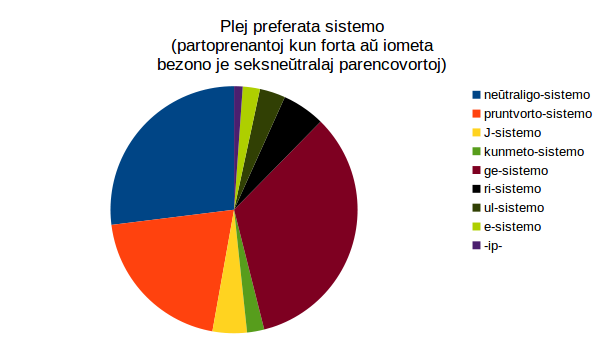 Plej preferata sistemo
(partoprenantoj kun forta aŭ iometa
bezono je seksneŭtralaj parencovortoj)
neŭtraligo-sistemo
pruntvorto-sistemo
J-sistemo
kunmeto-sistemo
ge-sistemo
ri-sistemo
ul-sistemo
e-sistemo
-ip-